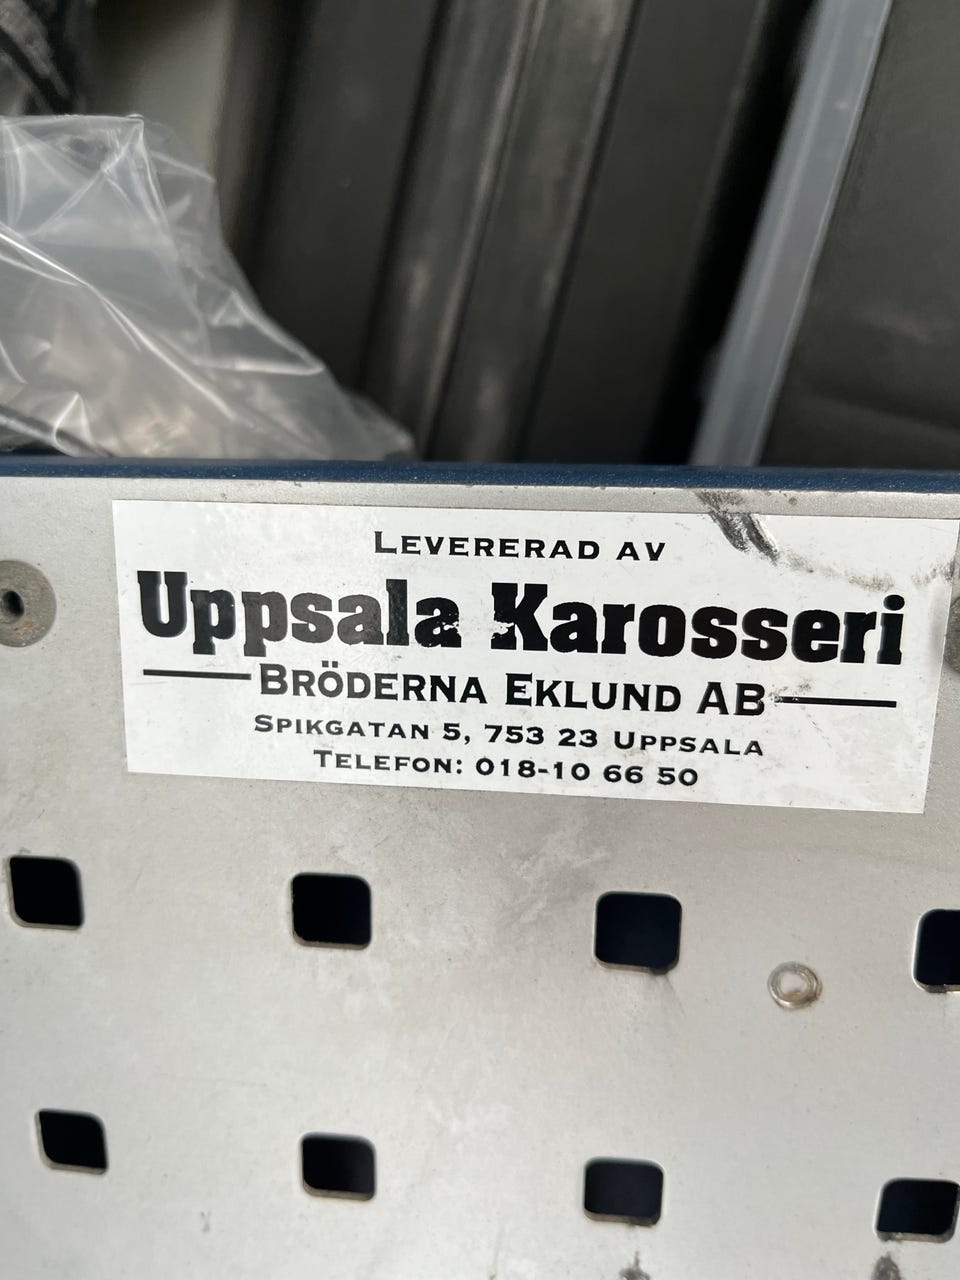 LEVERERAD AV
Uppsala Karosseri
BRÖDERNA EKLUND AB
SPIKGATAN 5, 753 23 UPPSALA
TELEFON: 018-10 66 50